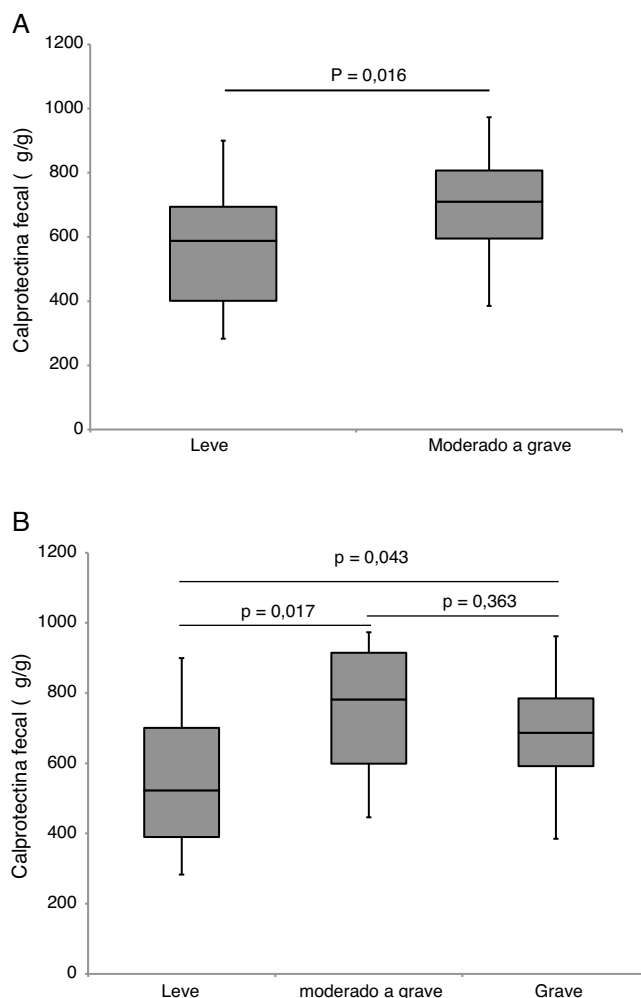 A
1200
1000
800
600
400
200
0
Calprotectina fecal ( g/g)
P = 0,016
Leve
Moderado a grave
B
1200
1000
800
600
400
200
0
Calprotectina fecal ( g/g)
p = 0,043
p = 0,017
p = 0,363
Leve
moderado a grave
Grave